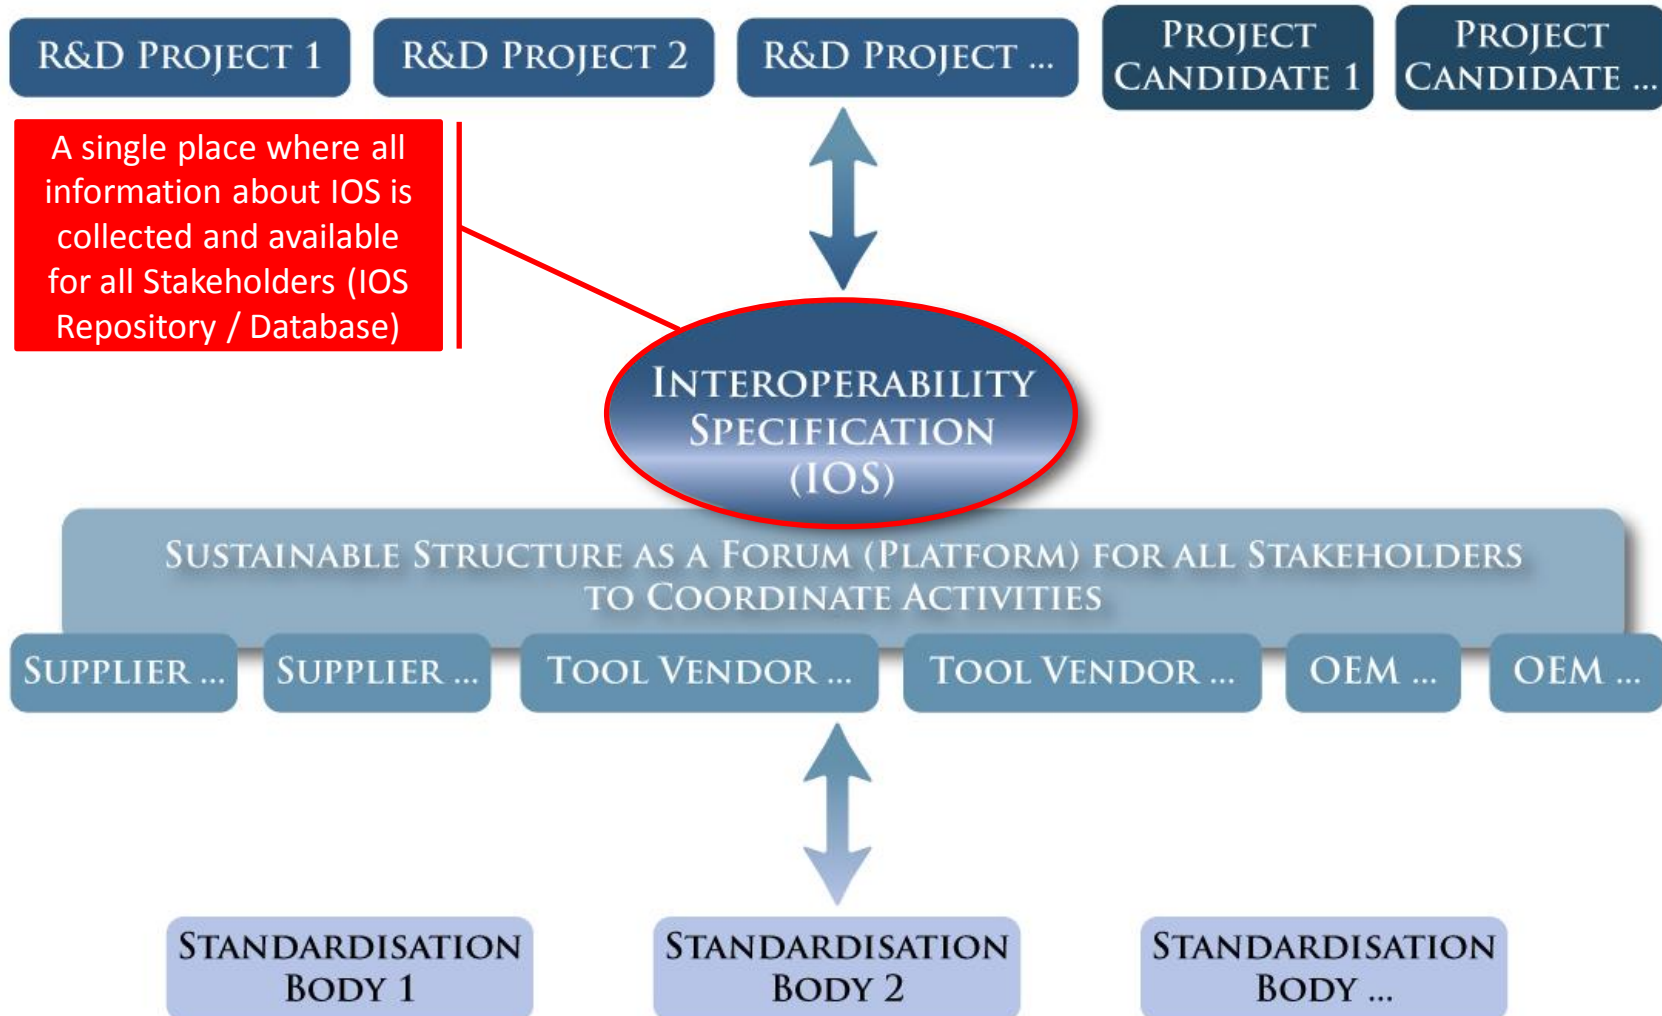 R&D PROJECT 1
R&D PROJECT 2
R&D PROJECT ...
PROJECT
CANDIDATE 1
PROJECT
CANDIDATE ...
A single place where all
information about IOS is
collected and available
for all Stakeholders (IOS
Repository / Database)
INTEROPERABILITY
SPECIFICATION
(IOS)
SUSTAINABLE STRUCTURE AS A FORUM (PLATFORM) FOR ALL STAKEHOLDERS
TO COORDINATE ACTIVITIES
SUPPLIER ...
SUPPLIER ...
TOOL VENDOR ...
TOOL VENDOR ...
OEM ...
OEM ...
STANDARDISATION
BODY 1
STANDARDISATION
BODY 2
STANDARDISATION
BODY ...